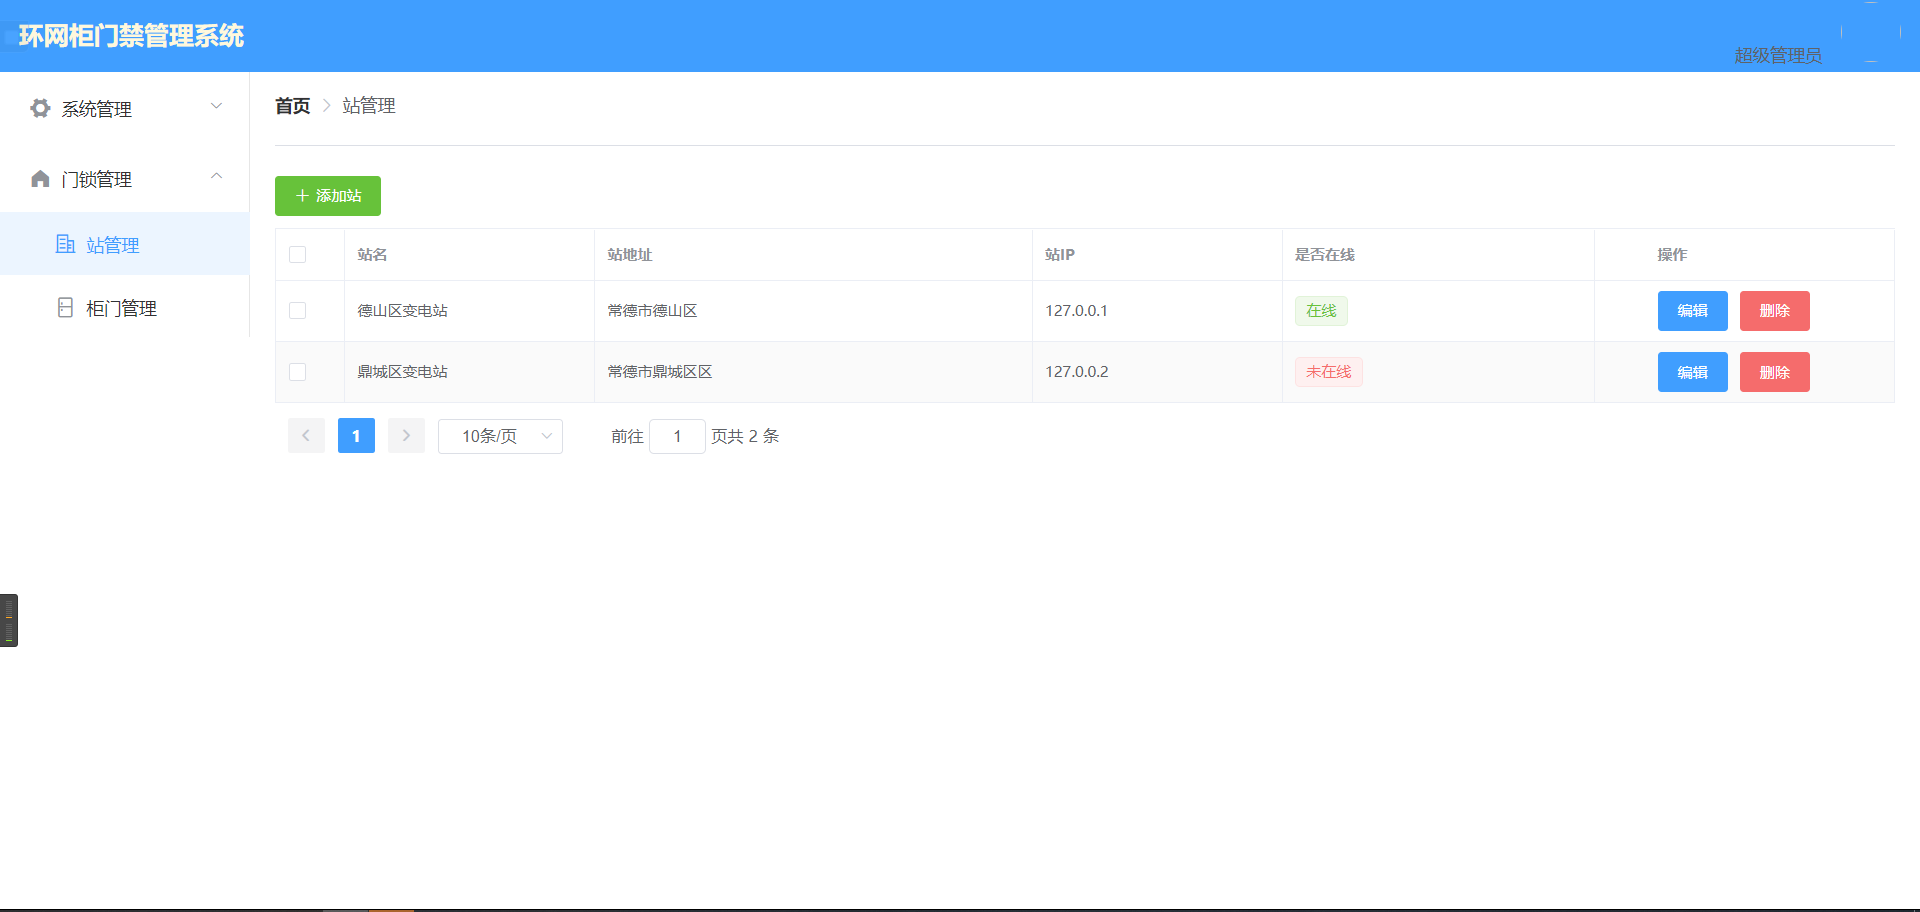 环网柜门禁管理系统
超级管理员
系统管理
门锁管理
站管理
柜门管理
首页 > 站管理
+ 添加站
站名 站地址 站IP 是否在线 操作
德山区变电站 常德市德山区 127.0.0.1 在线 编辑 删除
鼎城区变电站 常德市鼎城区区 127.0.0.2 未在线 编辑 删除
< 1 > 10条/页 前往 1 页共 2 条